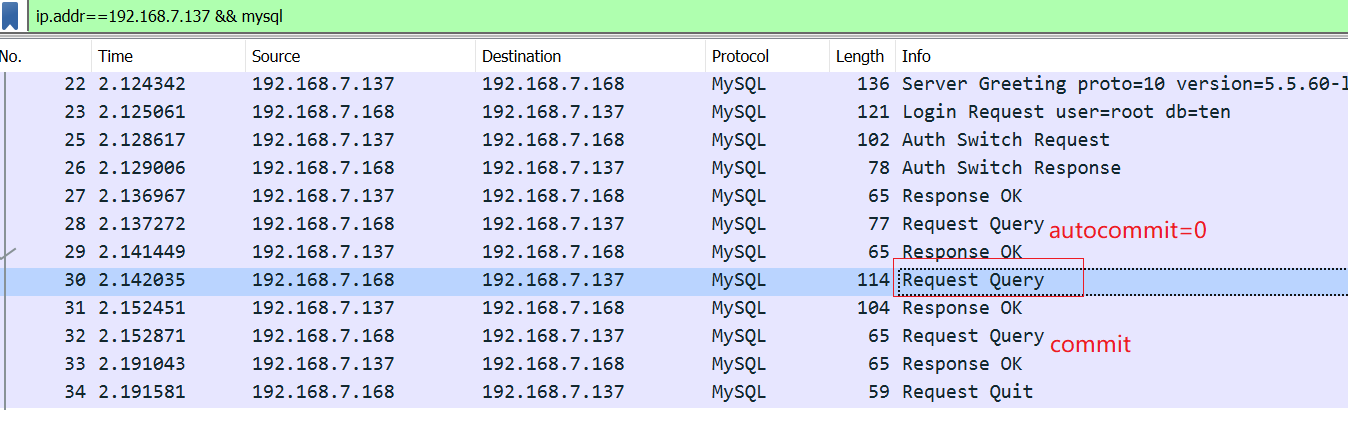 ip.addr==192.168.7.137 && mysql
No. Time Source Destination Protocol Length Info
22 2.124342 192.168.7.137 192.168.7.168 MySQL 136 Server Greeting proto=10 version=5.5.60-l
23 2.125061 192.168.7.168 192.168.7.137 MySQL 121 Login Request user=root db=ten
25 2.128617 192.168.7.137 192.168.7.168 MySQL 102 Auth Switch Request
26 2.129006 192.168.7.168 192.168.7.137 MySQL 78 Auth Switch Response
27 2.136967 192.168.7.137 192.168.7.168 MySQL 65 Response OK
28 2.137272 192.168.7.168 192.168.7.137 MySQL 77 Request Query autocommit=0
29 2.141449 192.168.7.137 192.168.7.168 MySQL 65 Response OK
30 2.142035 192.168.7.168 192.168.7.137 MySQL 114 Request Query
31 2.152451 192.168.7.137 192.168.7.168 MySQL 104 Response OK
32 2.152871 192.168.7.168 192.168.7.137 MySQL 65 Request Query commit
33 2.191043 192.168.7.137 192.168.7.168 MySQL 65 Response OK
34 2.191581 192.168.7.168 192.168.7.137 MySQL 59 Request Quit